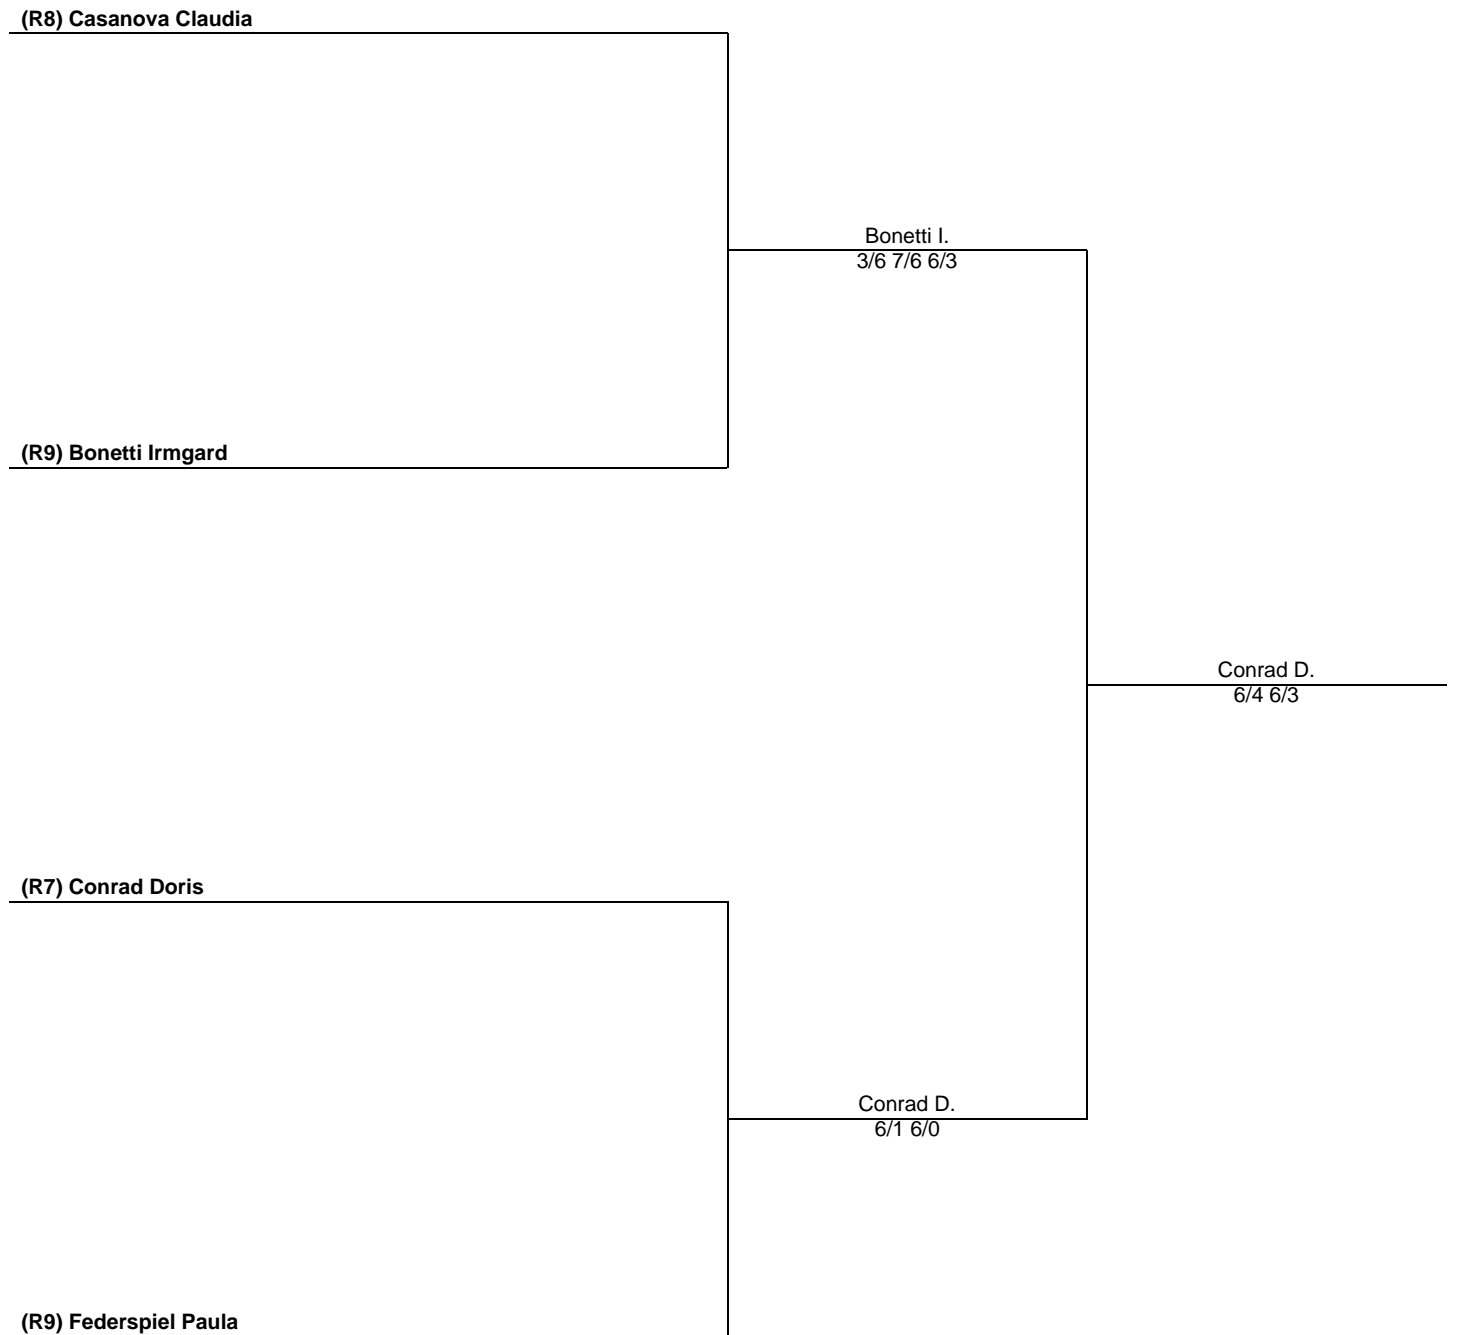 (R8) Casanova Claudia
Bonetti I.
3/6 7/6 6/3
(R9) Bonetti Irmgard
Conrad D.
6/4 6/3
(R7) Conrad Doris
Conrad D.
6/1 6/0
(R9) Federspiel Paula